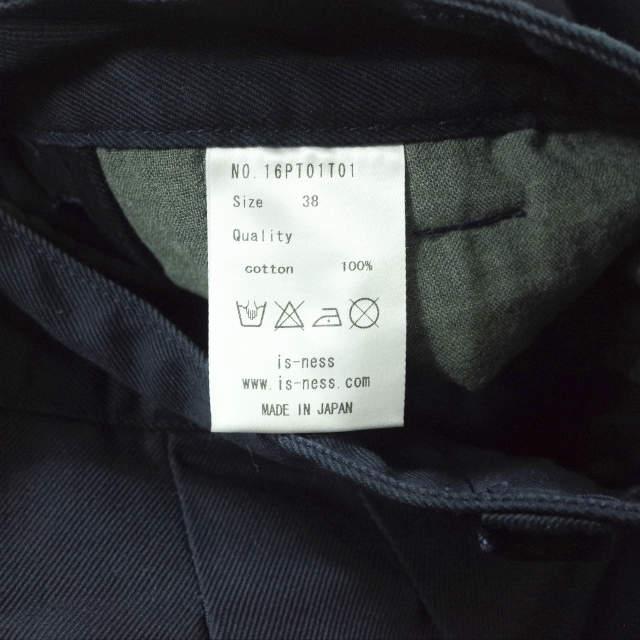 NO.16PT01T01
Size 38
Quality
cotton 100%
is-ness
www.is-ness.com
MADE IN JAPAN